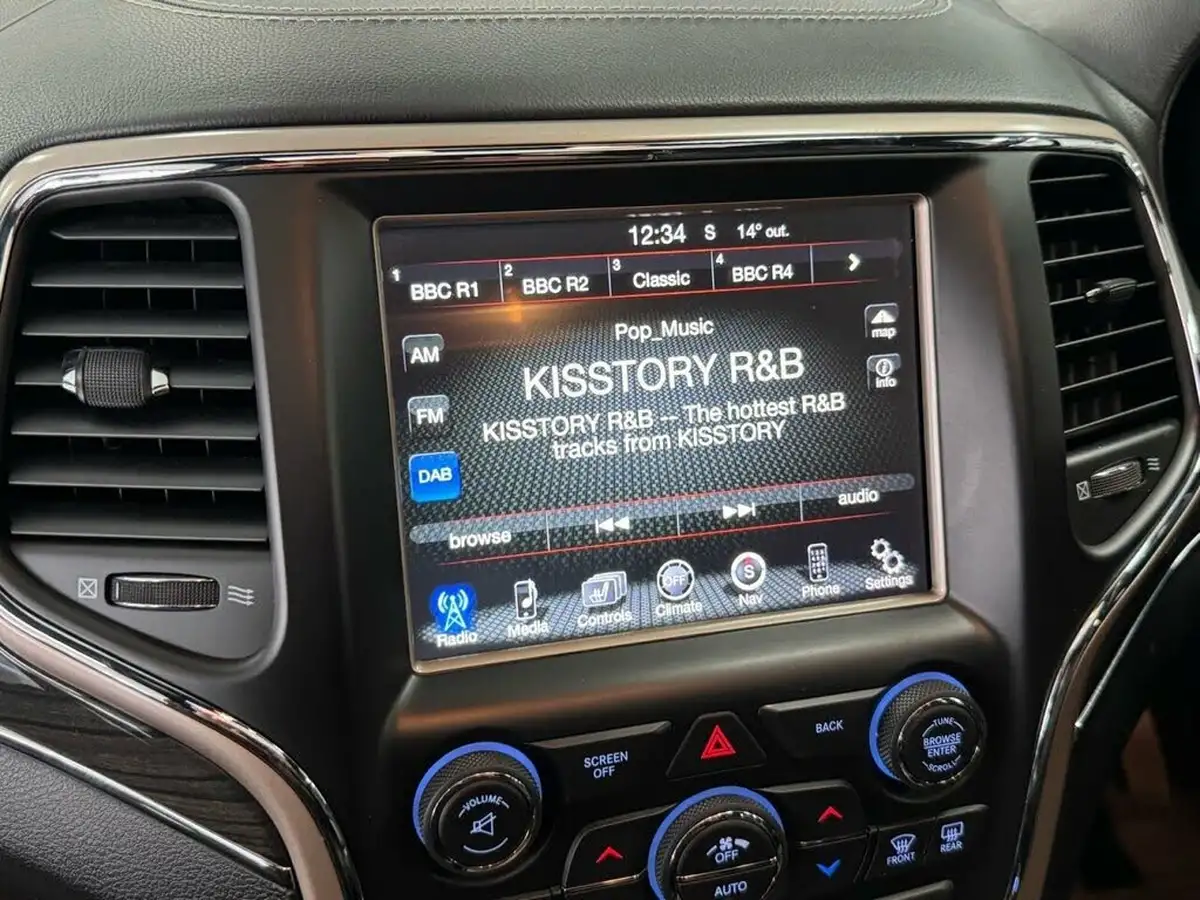 12:34 S 14° out.
1 BBC R1 2 BBC R2 3 Classic 4 BBC R4
Pop_Music
map
AM
KISSTORY R&B
Info
FM
KISSTORY R&B – The hottest R&B
tracks from KISSTORY
DAB
browse audio
Radio Media Controls OFF Climate S Nav Phone Settings
SCREEN
OFF
BACK
TUNE
BROWSE
ENTER
SCROLL
VOLUME
OFF
AUTO
FRONT
REAR